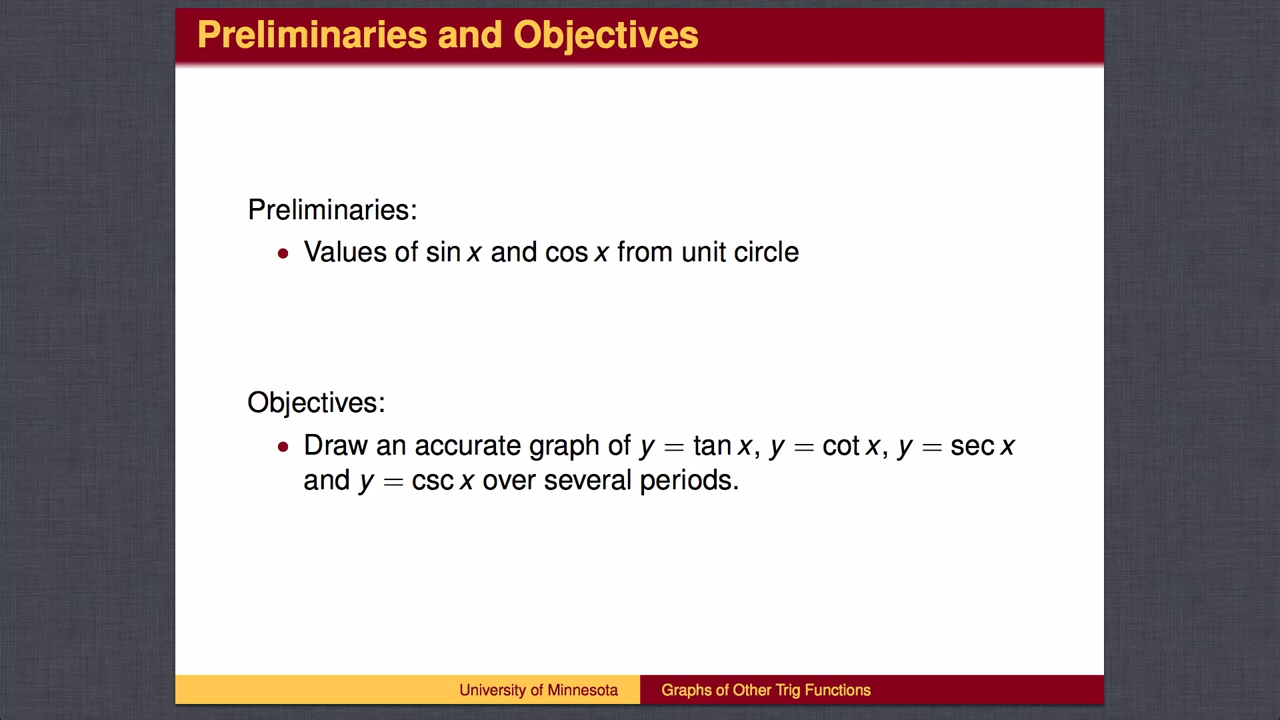 Preliminaries and Objectives
Preliminaries:
• Values of sin x and cos x from unit circle
Objectives:
• Draw an accurate graph of y = tan x, y = cot x, y = sec x
and y = csc x over several periods.
University of Minnesota
Graphs of Other Trig Functions